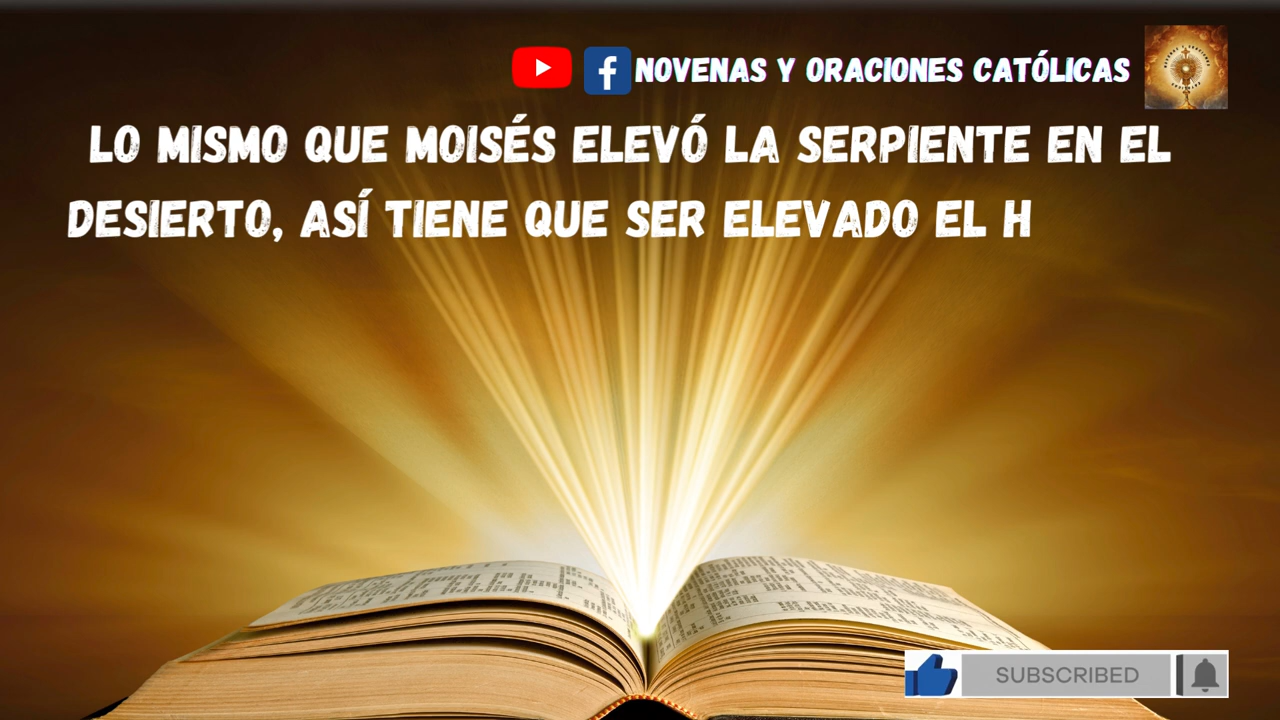 NOVENAS Y ORACIONES CATÓLICAS
LO MISMO QUE MOISÉS ELEVÓ LA SERPIENTE EN EL
DESIERTO, ASÍ TIENE QUE SER ELEVADO EL H
SUBSCRIBED